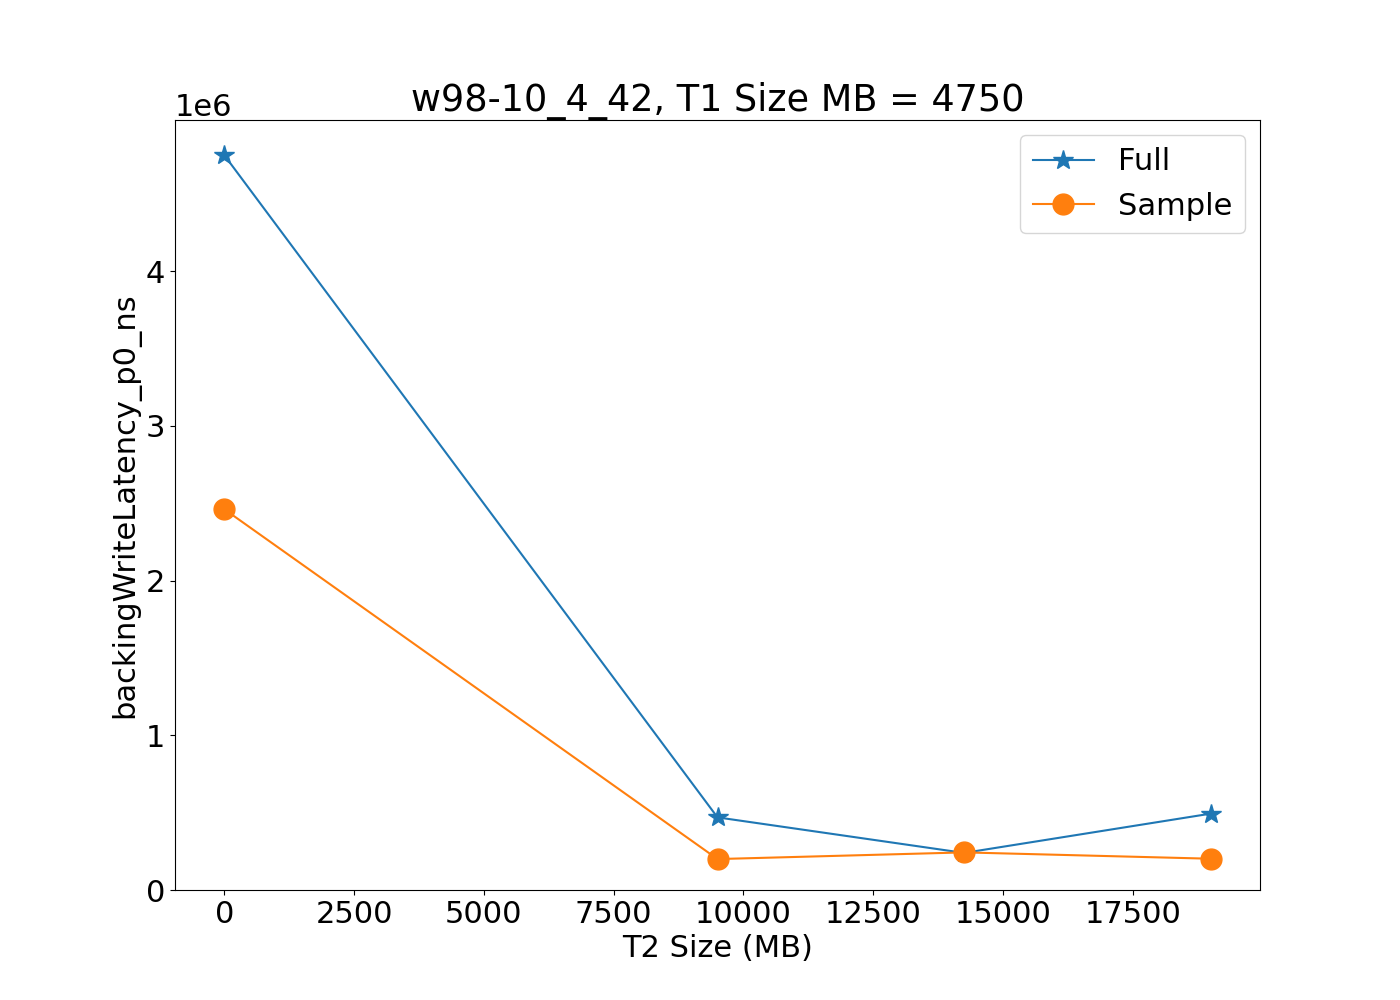 w98-10_4_42, T1 Size MB = 4750
1e6
Full
Sample
4
3
2
1
0
backingWriteLatency_p0_ns
0 2500 5000 7500 10000 12500 15000 17500
T2 Size (MB)